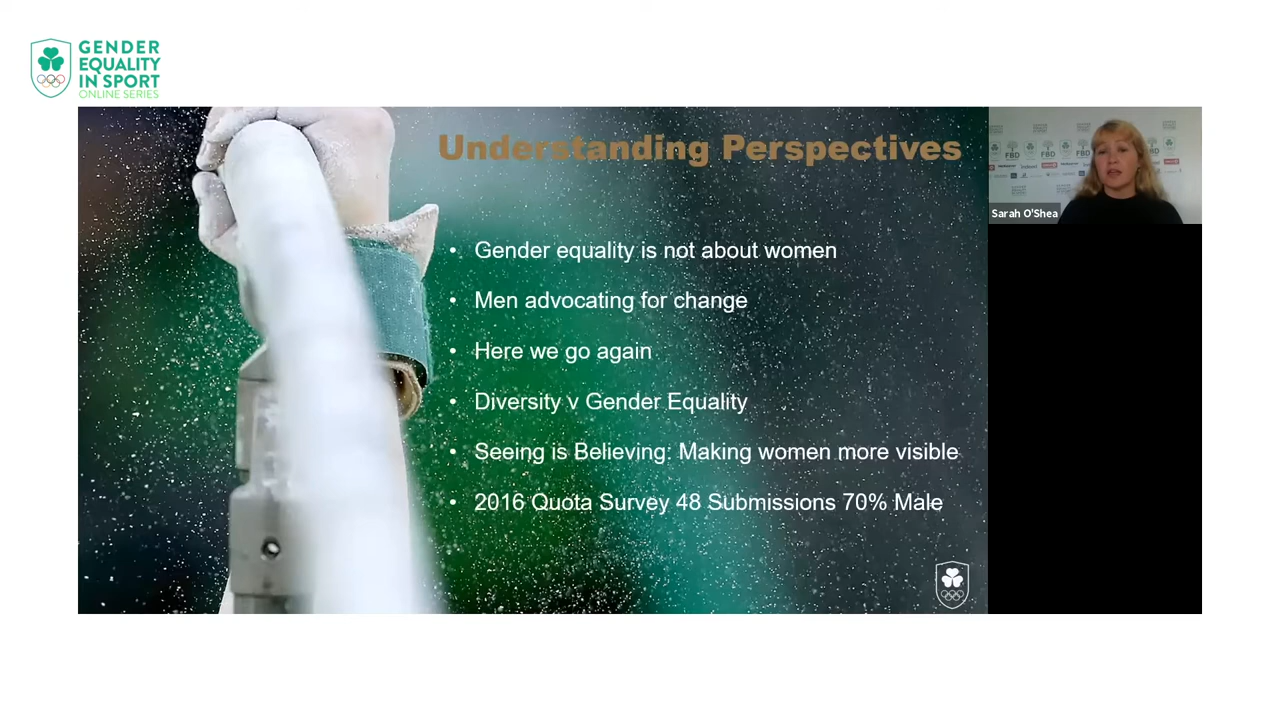 GENDER
EQUALITY
IN SPORT
ONLINE SERIES
Understanding Perspectives
• Gender equality is not about women
• Men advocating for change
• Here we go again
• Diversity v Gender Equality
• Seeing is Believing: Making women more visible
• 2016 Quota Survey 48 Submissions 70% Male
FBD
FBD
Sarah O'Shea